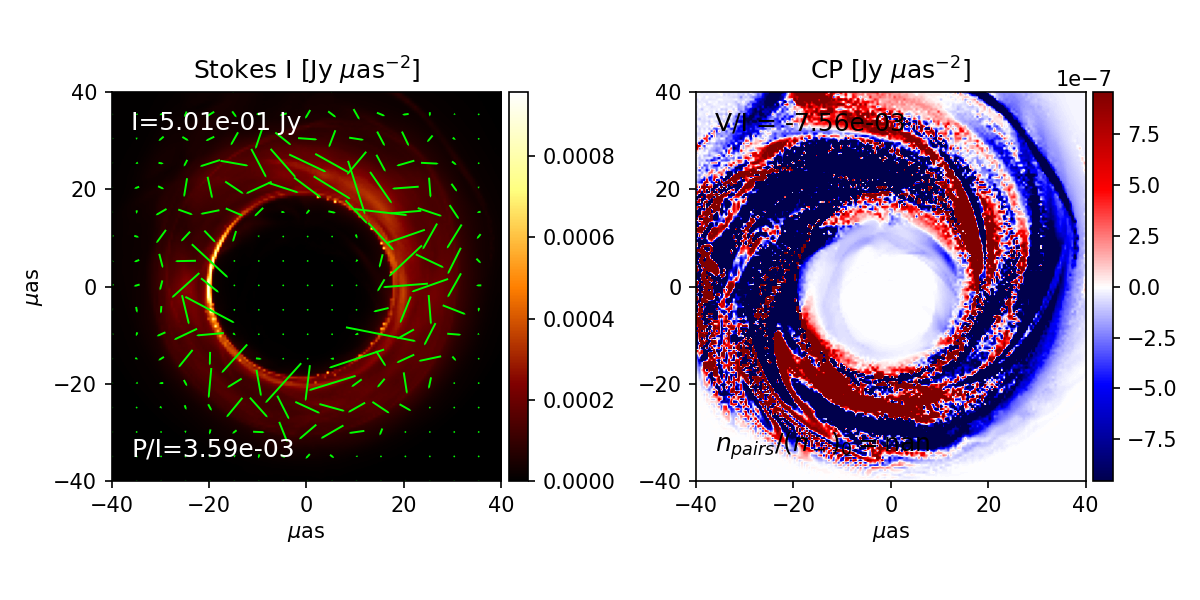 Stokes I [Jy μas⁻²]
I=5.01e-01 Jy
P/I=3.59e-03
40
20
0
−20
−40
μas
−40 −20 0 20 40
μas
0.0008
0.0006
0.0004
0.0002
0.0000
CP [Jy μas⁻²]
1e−7
V/I = -7.56e-03
n_pairs/(n
nan
40
20
0
−20
−40
−40 −20 0 20 40
μas
7.5
5.0
2.5
0.0
−2.5
−5.0
−7.5